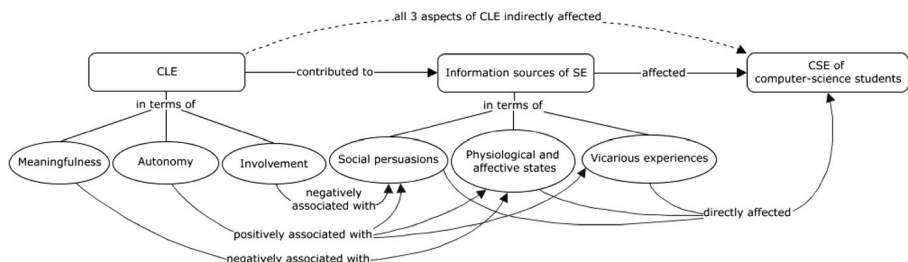 all 3 aspects of CLE indirectly affected
CLE
contributed to
Information sources of SE
affected
CSE of
computer-science students
in terms of
in terms of
Meaningfulness
Autonomy
Involvement
Social persuasions
Physiological and
affective states
Vicarious experiences
negatively
associated with
directly affected
positively associated with
negatively associated with